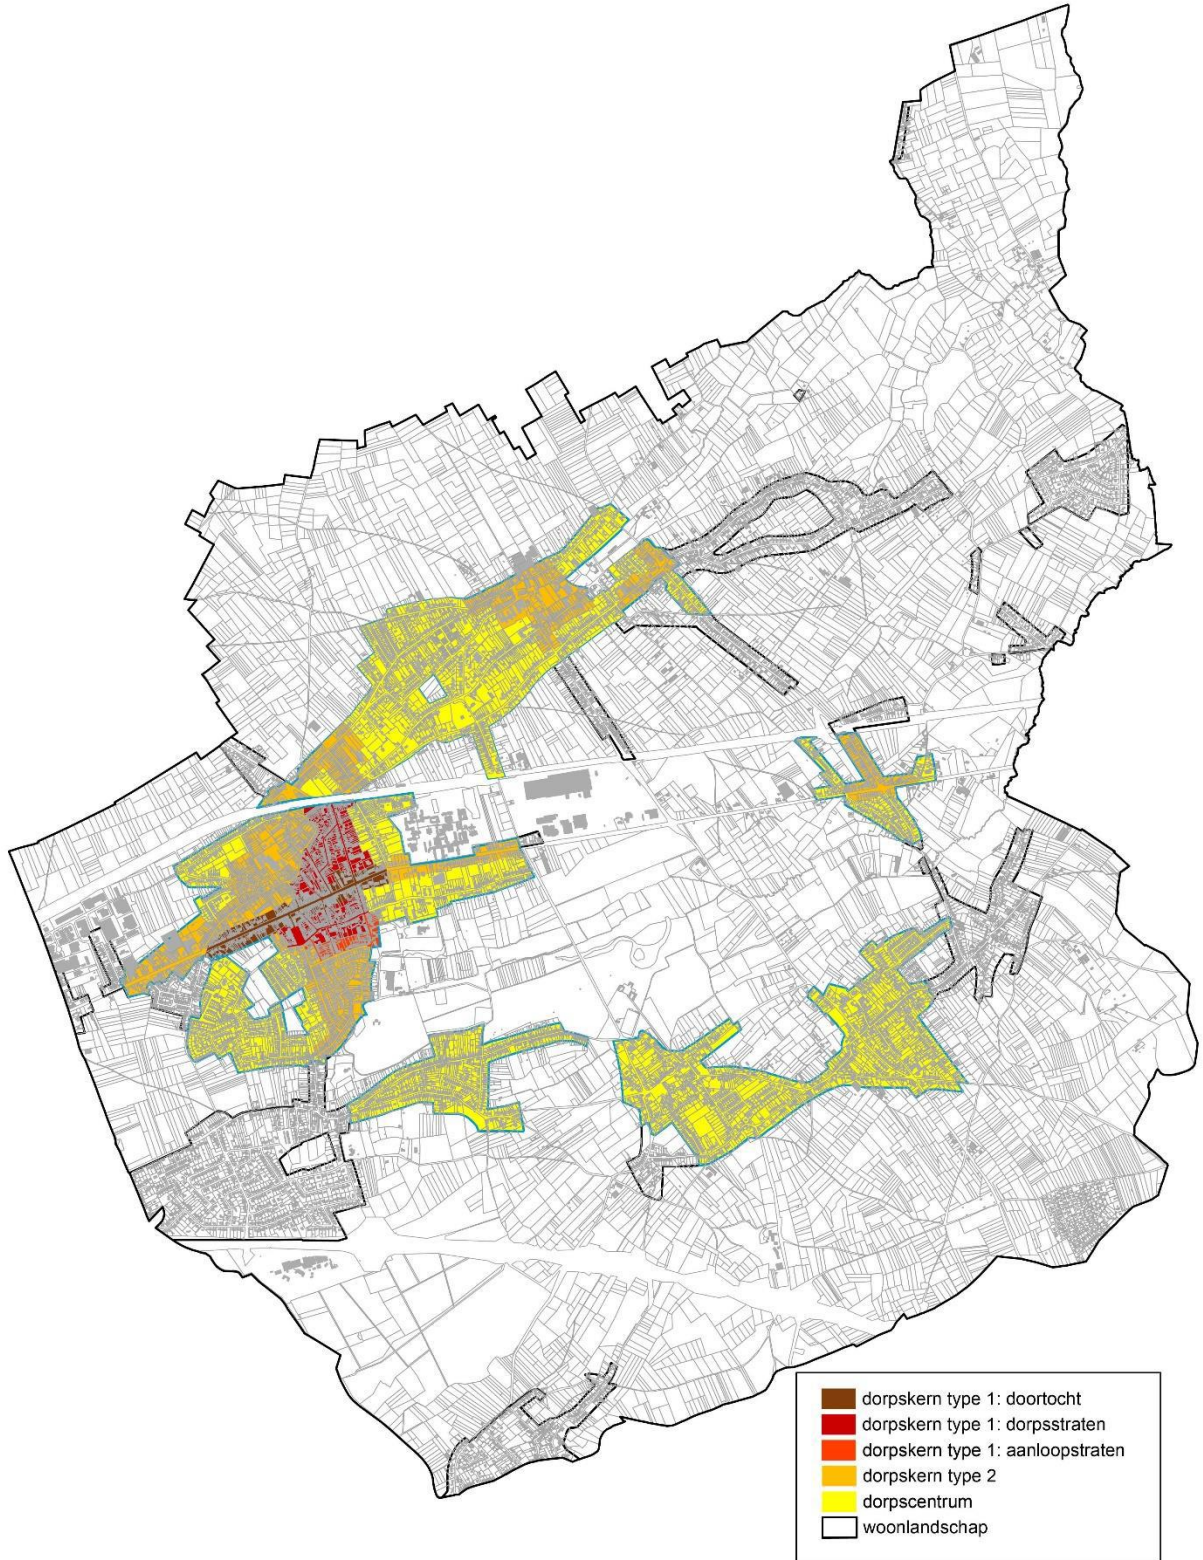 dorpskern type 1: doortocht
dorpskern type 1: dorpsstraten
dorpskern type 1: aanloopstraten
dorpskern type 2
dorpscentrum
woonlandschap